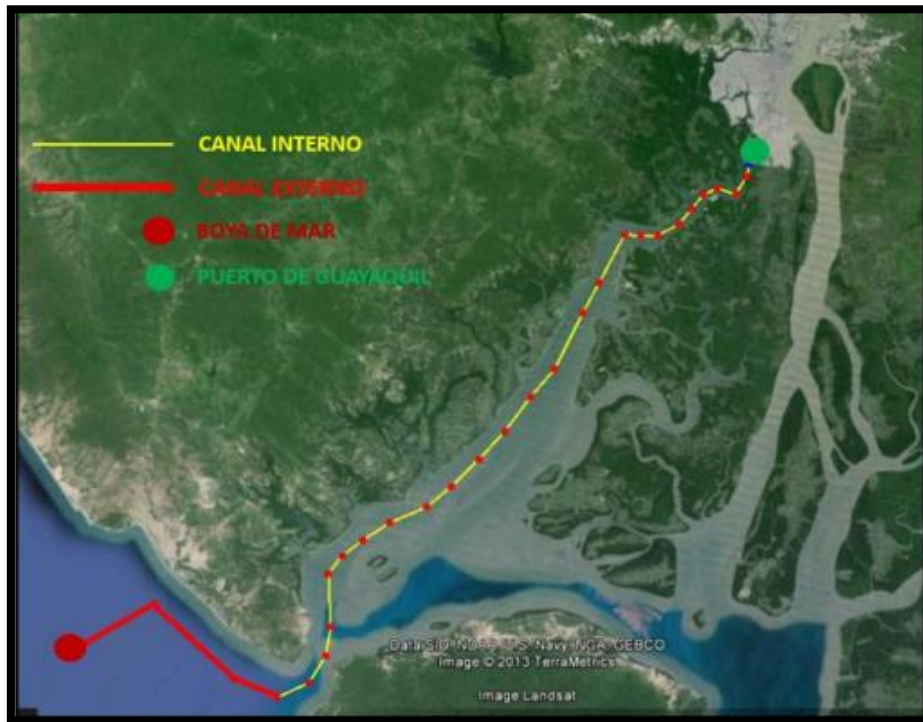 CANAL INTERNO
CANAL EXTERNO
BOYA DE MAR
PUERTO DE GUAYAQUIL
Data SIO, NOAA, U.S. Navy, NGA, GEBCO
Image © 2013 TerraMetrics
Image Landsat